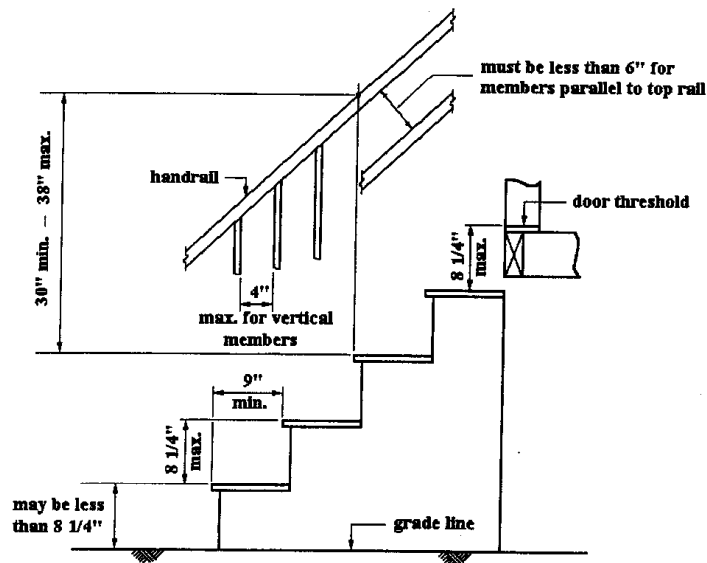 must be less than 6" for
members parallel to top rail
30" min. – 38" max.
handrail
door threshold
8 1/4"
max.
4"
max. for vertical
members
9"
min.
8 1/4"
max.
may be less
than 8 1/4"
grade line